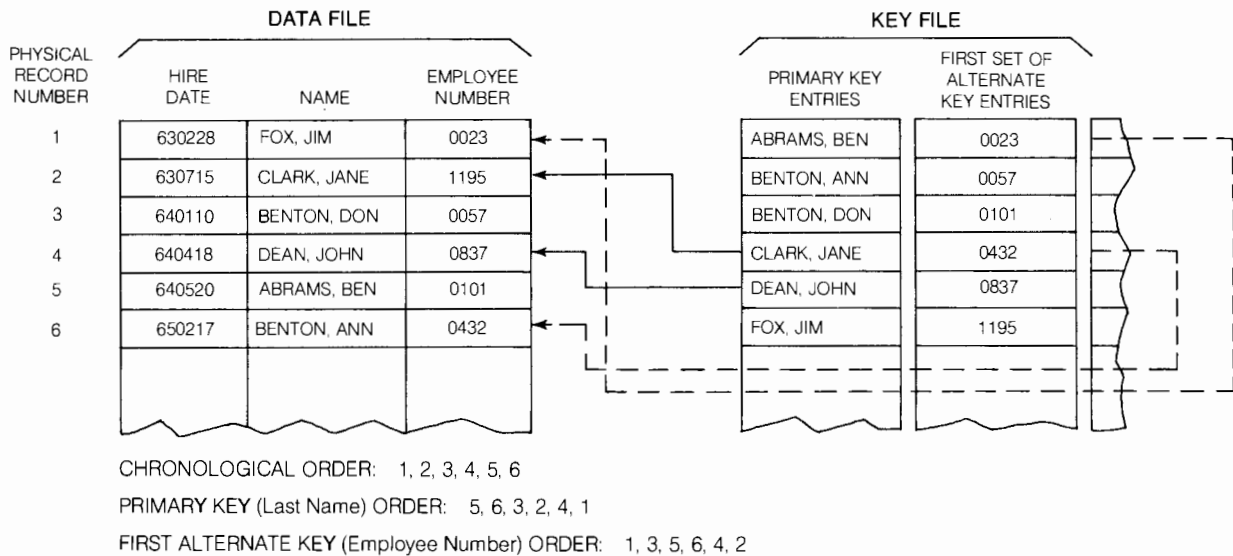 DATA FILE
KEY FILE
PHYSICAL RECORD NUMBER
HIRE DATE
NAME
EMPLOYEE NUMBER
PRIMARY KEY ENTRIES
FIRST SET OF ALTERNATE KEY ENTRIES
1 630228 FOX, JIM 0023 ABRAMS, BEN 0023
2 630715 CLARK, JANE 1195 BENTON, ANN 0057
3 640110 BENTON, DON 0057 BENTON, DON 0101
4 640418 DEAN, JOHN 0837 CLARK, JANE 0432
5 640520 ABRAMS, BEN 0101 DEAN, JOHN 0837
6 650217 BENTON, ANN 0432 FOX, JIM 1195
CHRONOLOGICAL ORDER: 1, 2, 3, 4, 5, 6
PRIMARY KEY (Last Name) ORDER: 5, 6, 3, 2, 4, 1
FIRST ALTERNATE KEY (Employee Number) ORDER: 1, 3, 5, 6, 4, 2